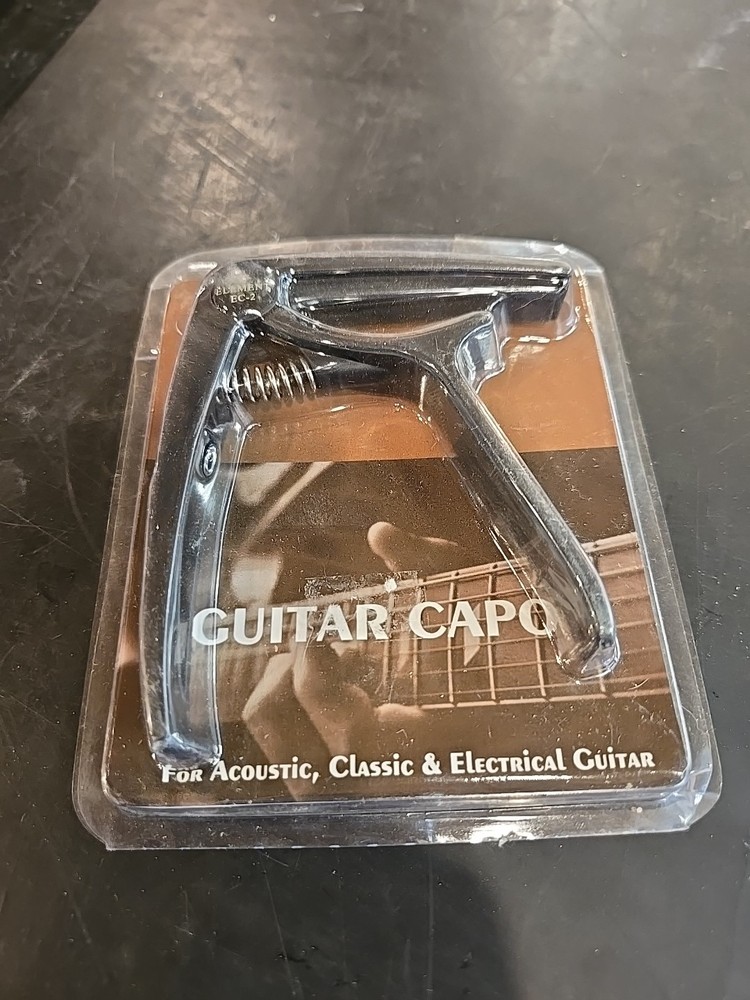 ELEMENT
EC-2
GUITAR CAPO
For Acoustic, Classic & Electrical Guitar